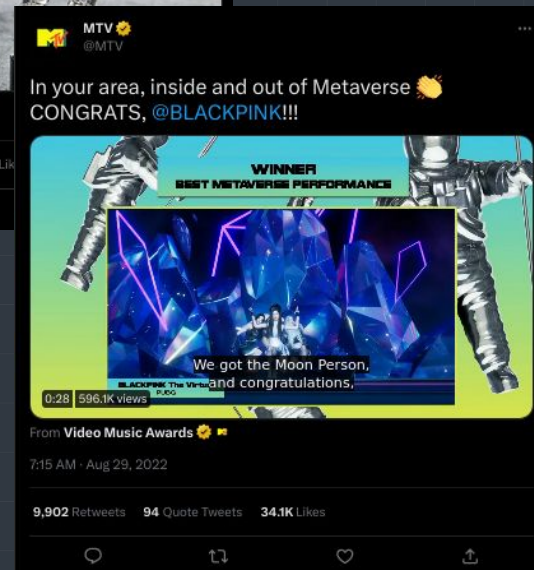 MTV
@MTV
In your area, inside and out of Metaverse 👏
CONGRATS, @BLACKPINK!!!
WINNER
BEST METAVERSE PERFORMANCE
We got the Moon Person,
and congratulations,
BLACKPINK The Virtu
PUBG
0:28 596.1K views
From Video Music Awards
7:15 AM · Aug 29, 2022
9,902 Retweets 94 Quote Tweets 34.1K Likes